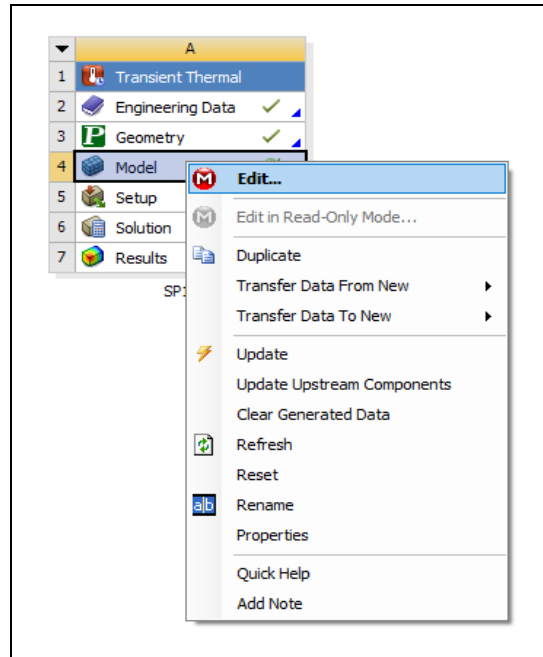 A
1 Transient Thermal
2 Engineering Data
3 P Geometry
4 Model
5 Setup
6 Solution
7 Results
SP1
M Edit...
M Edit in Read-Only Mode...
Duplicate
Transfer Data From New
Transfer Data To New
Update
Update Upstream Components
Clear Generated Data
Refresh
Reset
a|b Rename
Properties
Quick Help
Add Note